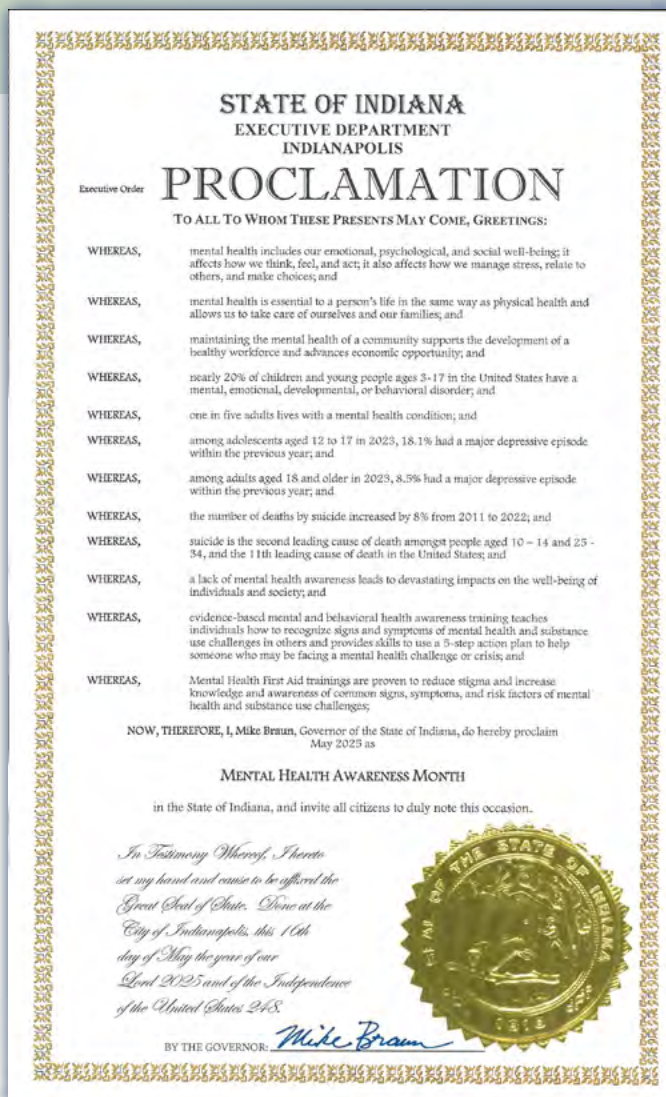 STATE OF INDIANA
EXECUTIVE DEPARTMENT
INDIANAPOLIS
Executive Order PROCLAMATION
TO ALL TO WHOM THESE PRESENTS MAY COME, GREETINGS:
WHEREAS, mental health includes our emotional, psychological, and social well-being; it
affects how we think, feel, and act; it also affects how we manage stress, relate to
others, and make choices; and
WHEREAS, mental health is essential to a person's life in the same way as physical health and
allows us to take care of ourselves and our families; and
WHEREAS, maintaining the mental health of a community supports the development of a
healthy workforce and advances economic opportunity; and
WHEREAS, nearly 20% of children and young people ages 3-17 in the United States have a
mental, emotional, developmental, or behavioral disorder; and
WHEREAS, one in five adults lives with a mental health condition; and
WHEREAS, among adolescents aged 12 to 17 in 2023, 18.1% had a major depressive episode
within the previous year; and
WHEREAS, among adults aged 18 and older in 2023, 8.5% had a major depressive episode
within the previous year; and
WHEREAS, the number of deaths by suicide increased by 8% from 2011 to 2022; and
WHEREAS, suicide is the second leading cause of death amongst people aged 10 – 14 and 25 -
34, and the 11th leading cause of death in the United States; and
WHEREAS, a lack of mental health awareness leads to devastating impacts on the well-being of
individuals and society; and
WHEREAS, evidence-based mental and behavioral health awareness training teaches
individuals how to recognize signs and symptoms of mental health and substance
use challenges in others and provides skills to use a 5-step action plan to help
someone who may be facing a mental health challenge or crisis; and
WHEREAS, Mental Health First Aid trainings are proven to reduce stigma and increase
knowledge and awareness of common signs, symptoms, and risk factors of mental
health and substance use challenges;
NOW, THEREFORE, I, Mike Braun, Governor of the State of Indiana, do hereby proclaim
May 2025 as
MENTAL HEALTH AWARENESS MONTH
in the State of Indiana, and invite all citizens to duly note this occasion.
In Testimony Whereof, I hereto
set my hand and cause to be affixed the
Great Seal of State. Done at the
City of Indianapolis, this 16th
day of May the year of our
Lord 2025 and of the Independence
of the United States 248.
BY THE GOVERNOR: Mike Braun
SEAL OF THE STATE OF INDIANA
1816